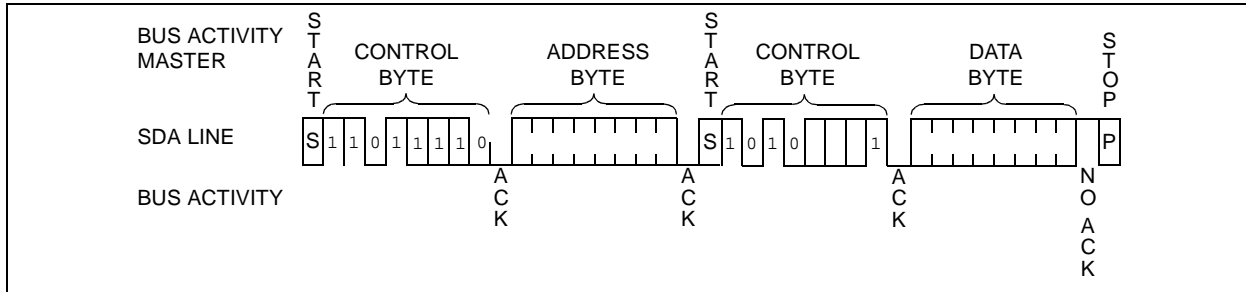 BUS ACTIVITY
MASTER
START
CONTROL
BYTE
ADDRESS
BYTE
START
CONTROL
BYTE
DATA
BYTE
STOP
SDA LINE
S 1 1 0 1 1 1 1 0 S 1 0 1 0 1 P
BUS ACTIVITY
ACK
ACK
ACK
NO ACK